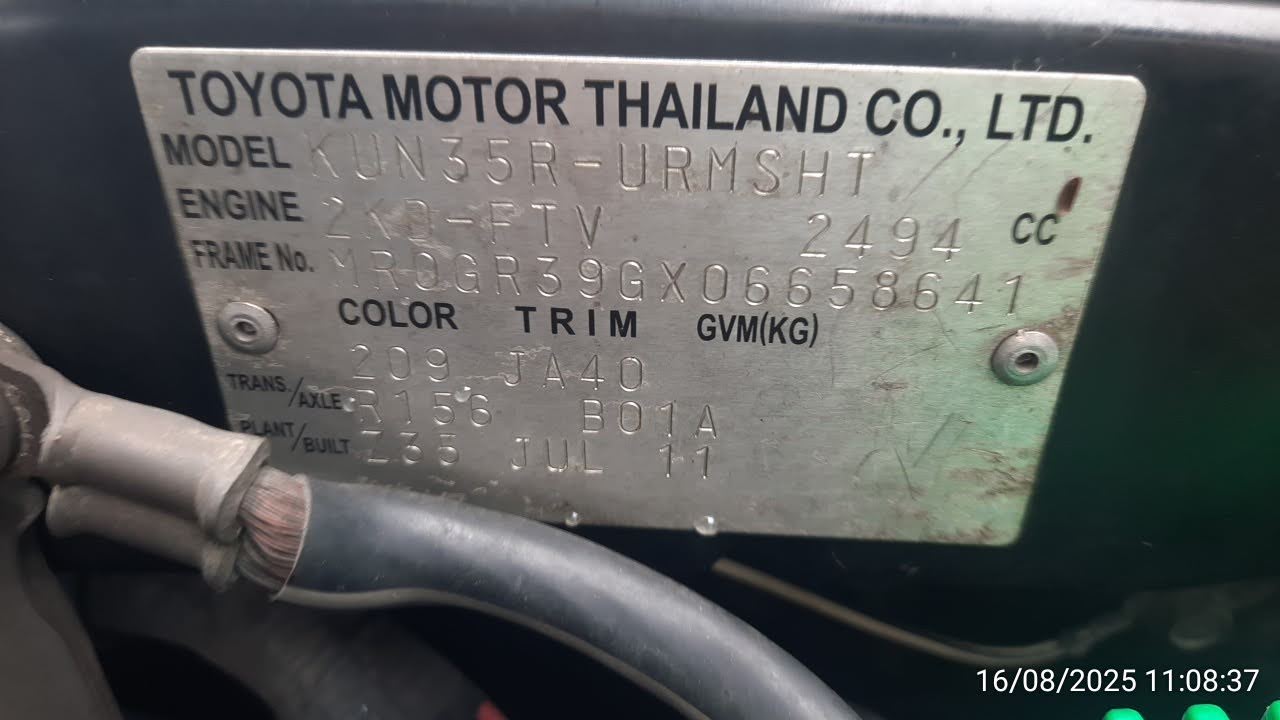 TOYOTA MOTOR THAILAND CO., LTD.
MODEL KUN35R-URMSHT
ENGINE 2KD-FTV 2494 CC
FRAME No. MR0GR39GX06658641
COLOR TRIM GVM(KG)
209 JA40
TRANS./AXLE R156 B01A
PLANT/BUILT Z35 JUL 11
16/08/2025 11:08:37